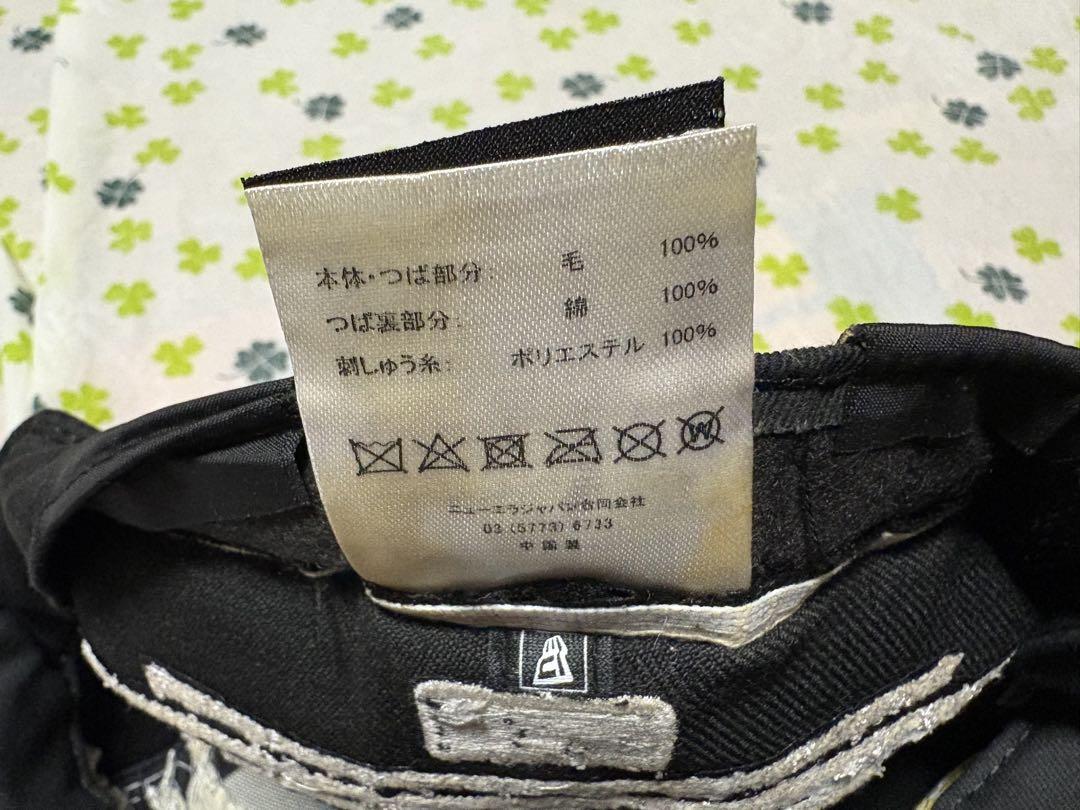 本体・つば部分: 毛 100%
つば裏部分: 綿 100%
刺しゅう糸: ポリエステル 100%
W
ニューエラジャパン合同会社
03 (5773) 6733
中国製